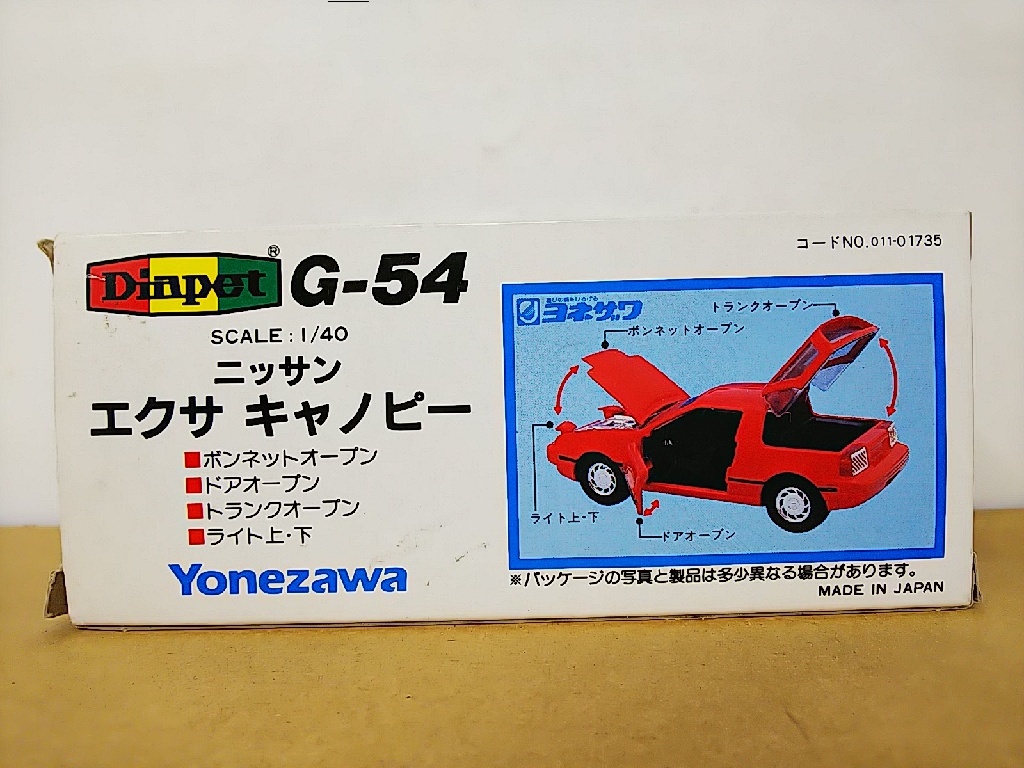 コードNO.011-01735
Diapet® G-54
SCALE:1/40
ニッサン
エクサ キャノピー
■ボンネットオープン
■ドアオープン
■トランクオープン
■ライト上・下
Yonezawa
ヨネザワ
トランクオープン
ボンネットオープン
ライト上・下
ドアオープン
※パッケージの写真と製品は多少異なる場合があります。
MADE IN JAPAN